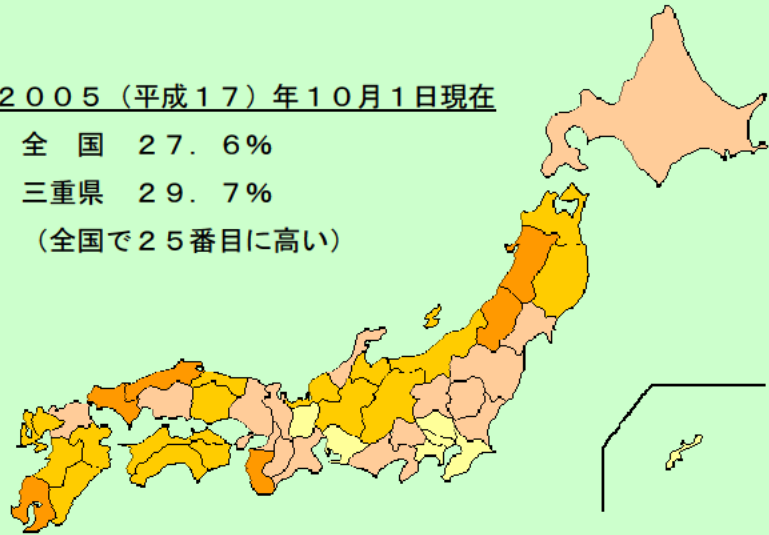 ２００５（平成１７）年１０月１日現在
全　国　２７．６％
三重県　２９．７％
（全国で２５番目に高い）